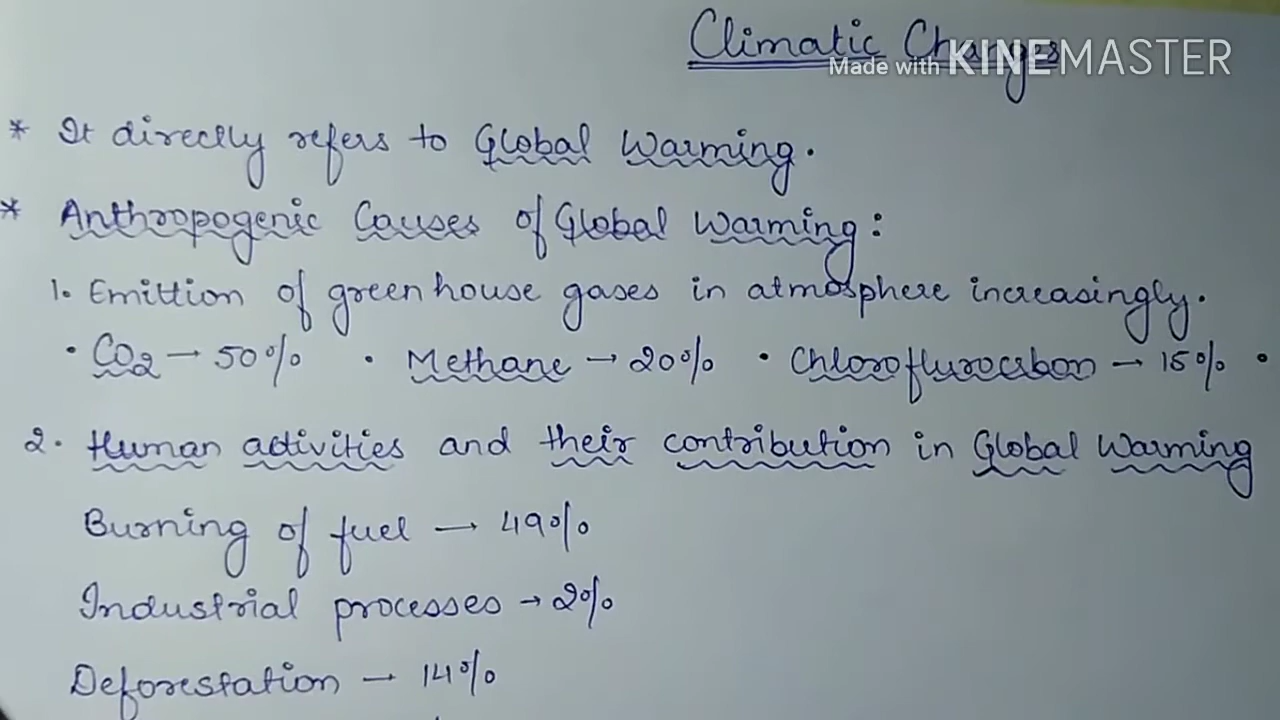 Climatic Changes
Made with KINEMASTER
* It directly refers to Global Warming.
* Anthropogenic Causes of Global Warming:
1. Emittion of greenhouse gases in atmosphere increasingly.
• CO2 → 50% • Methane → 20% • Chloroflurocarbon → 15% •
2. Human activities and their contribution in Global Warming
Burning of fuel → 49%
Industrial processes → 2%
Deforestation → 14%